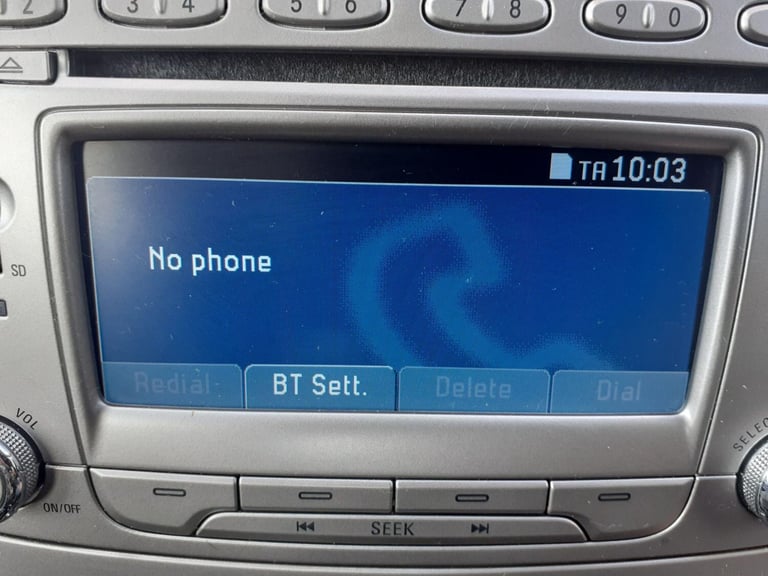 2 3 4 5 6 7 8 9 0
TA 10:03
No phone
SD
Redial BT Sett. Delete Dial
VOL
SELEC
ON/OFF
SEEK